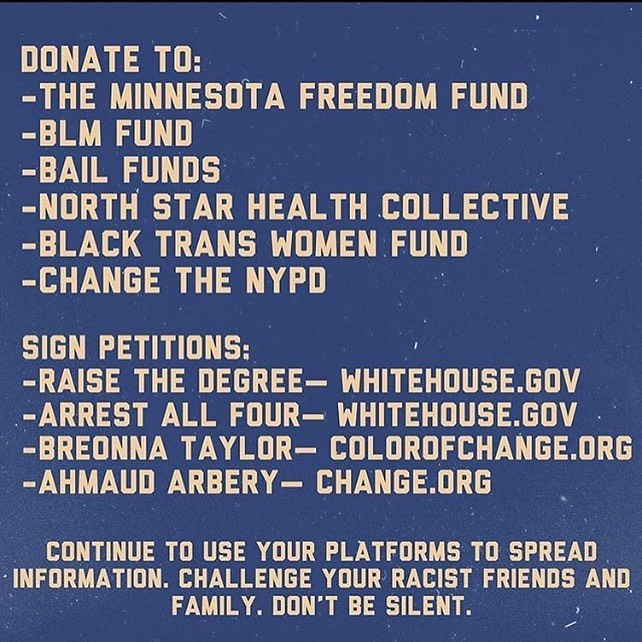 DONATE TO:
-THE MINNESOTA FREEDOM FUND
-BLM FUND
-BAIL FUNDS
-NORTH STAR HEALTH COLLECTIVE
-BLACK TRANS WOMEN FUND
-CHANGE THE NYPD
SIGN PETITIONS:
-RAISE THE DEGREE— WHITEHOUSE.GOV
-ARREST ALL FOUR— WHITEHOUSE.GOV
-BREONNA TAYLOR— COLOROFCHANGE.ORG
-AHMAUD ARBERY— CHANGE.ORG
CONTINUE TO USE YOUR PLATFORMS TO SPREAD
INFORMATION. CHALLENGE YOUR RACIST FRIENDS AND
FAMILY. DON'T BE SILENT.